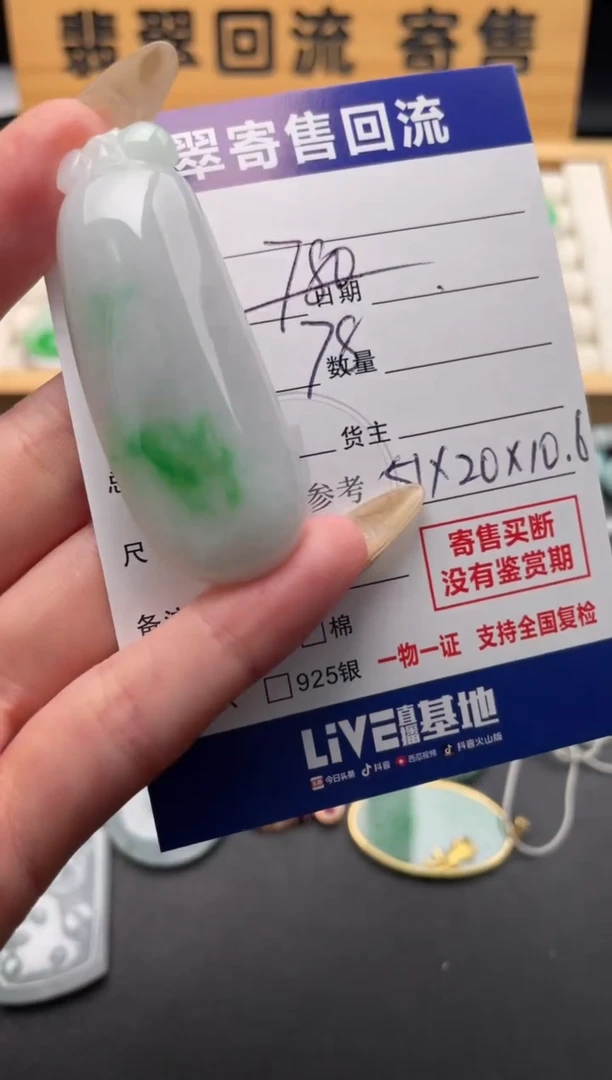 翡翠回流 寄售
翠寄售回流
780
日期
78
数量
货主
参考 51×20×10.6
尺
寄售买断
没有鉴赏期
棉
925银
一物一证 支持全国复检
LiVE直播基地
今日头条 抖音 西瓜视频 抖音火山版